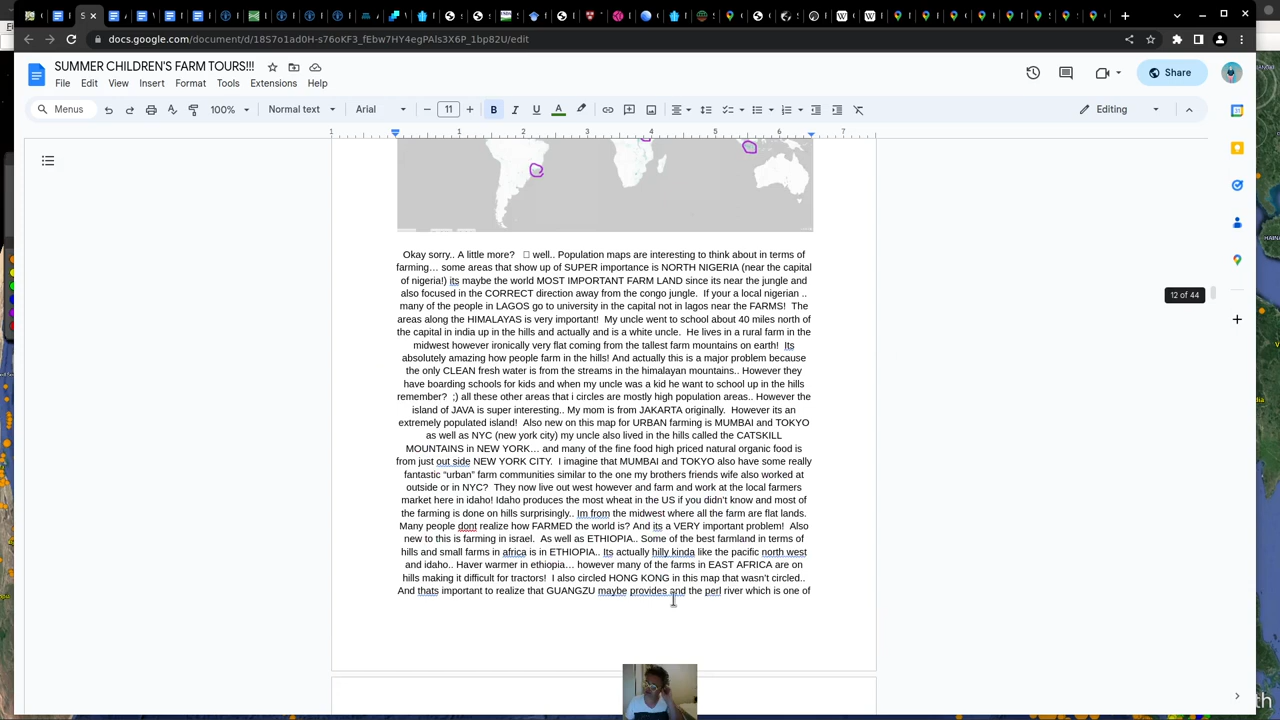 docs.google.com/document/d/18S7o1ad0H-s76oKF3_fEbw7HY4egPAIs3X6P_1bp82U/edit
SUMMER CHILDREN'S FARM TOURS!!!
File Edit View Insert Format Tools Extensions Help
Share
Menus 100% Normal text Arial 11 B I U A Editing
1 1 2 3 4 5 6 7
Okay sorry.. A little more? well.. Population maps are interesting to think about in terms of
farming… some areas that show up of SUPER importance is NORTH NIGERIA (near the capital
of nigeria!) its maybe the world MOST IMPORTANT FARM LAND since its near the jungle and
also focused in the CORRECT direction away from the congo jungle. If your a local nigerian ..
many of the people in LAGOS go to university in the capital not in lagos near the FARMS! The
areas along the HIMALAYAS is very important! My uncle went to school about 40 miles north of
the capital in india up in the hills and actually and is a white uncle. He lives in a rural farm in the
midwest however ironically very flat coming from the tallest farm mountains on earth! Its
absolutely amazing how people farm in the hills! And actually this is a major problem because
the only CLEAN fresh water is from the streams in the himalayan mountains.. However they
have boarding schools for kids and when my uncle was a kid he want to school up in the hills
remember? ;) all these other areas that i circles are mostly high population areas.. However the
island of JAVA is super interesting.. My mom is from JAKARTA originally. However its an
extremely populated island! Also new on this map for URBAN farming is MUMBAI and TOKYO
as well as NYC (new york city) my uncle also lived in the hills called the CATSKILL
MOUNTAINS in NEW YORK… and many of the fine food high priced natural organic food is
from just out side NEW YORK CITY. I imagine that MUMBAI and TOKYO also have some really
fantastic “urban” farm communities similar to the one my brothers friends wife also worked at
outside or in NYC? They now live out west however and farm and work at the local farmers
market here in idaho! Idaho produces the most wheat in the US if you didn’t know and most of
the farming is done on hills surprisingly.. Im from the midwest where all the farm are flat lands.
Many people dont realize how FARMED the world is? And its a VERY important problem! Also
new to this is farming in israel. As well as ETHIOPIA.. Some of the best farmland in terms of
hills and small farms in africa is in ETHIOPIA.. Its actually hilly kinda like the pacific north west
and idaho.. Haver warmer in ethiopia… however many of the farms in EAST AFRICA are on
hills making it difficult for tractors! I also circled HONG KONG in this map that wasn’t circled..
And thats important to realize that GUANGZU maybe provides and the perl river which is one of
12 of 44